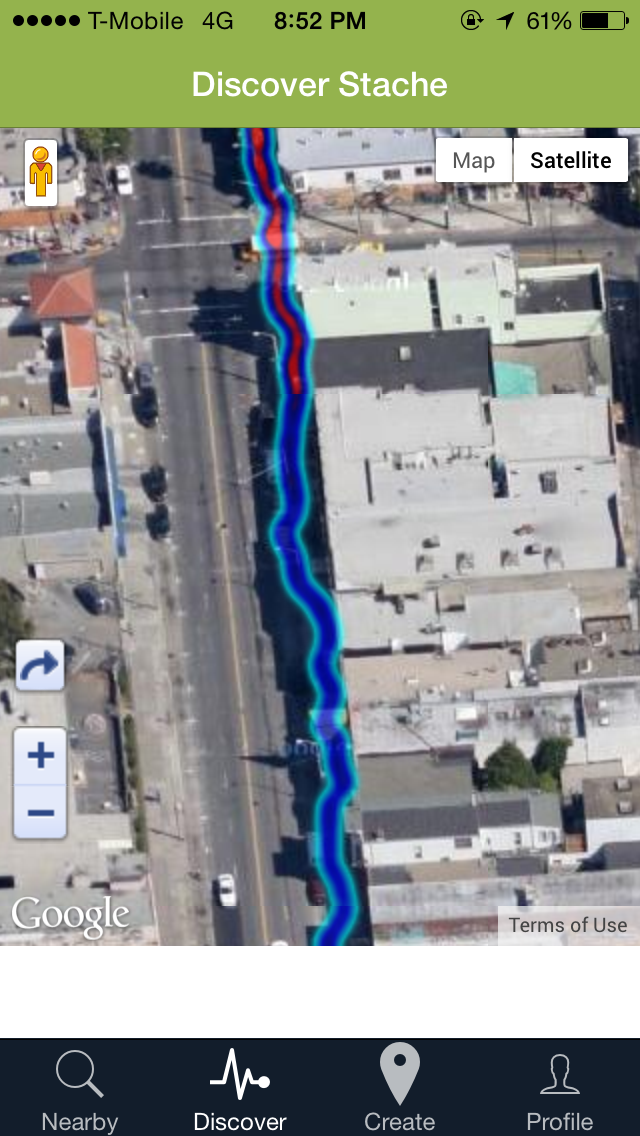 T-Mobile 4G 8:52 PM 61%
Discover Stache
Map Satellite
+
−
Google Terms of Use
Nearby Discover Create Profile